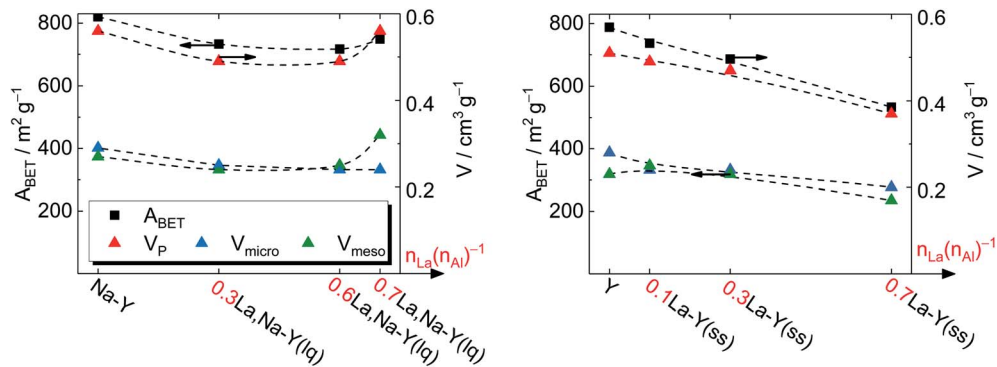 800
600
400
200
A_BET / m² g⁻¹
0.6
0.4
0.2
V / cm³ g⁻¹
A_BET
V_P V_micro V_meso
n_La(n_Al)⁻¹
Na-Y
0.3La,Na-Y(lq)
0.6La,Na-Y(lq)
0.7La,Na-Y(lq)
800
600
400
200
A_BET / m² g⁻¹
0.6
0.4
0.2
V / cm³ g⁻¹
n_La(n_Al)⁻¹
Y
0.1La-Y(ss)
0.3La-Y(ss)
0.7La-Y(ss)